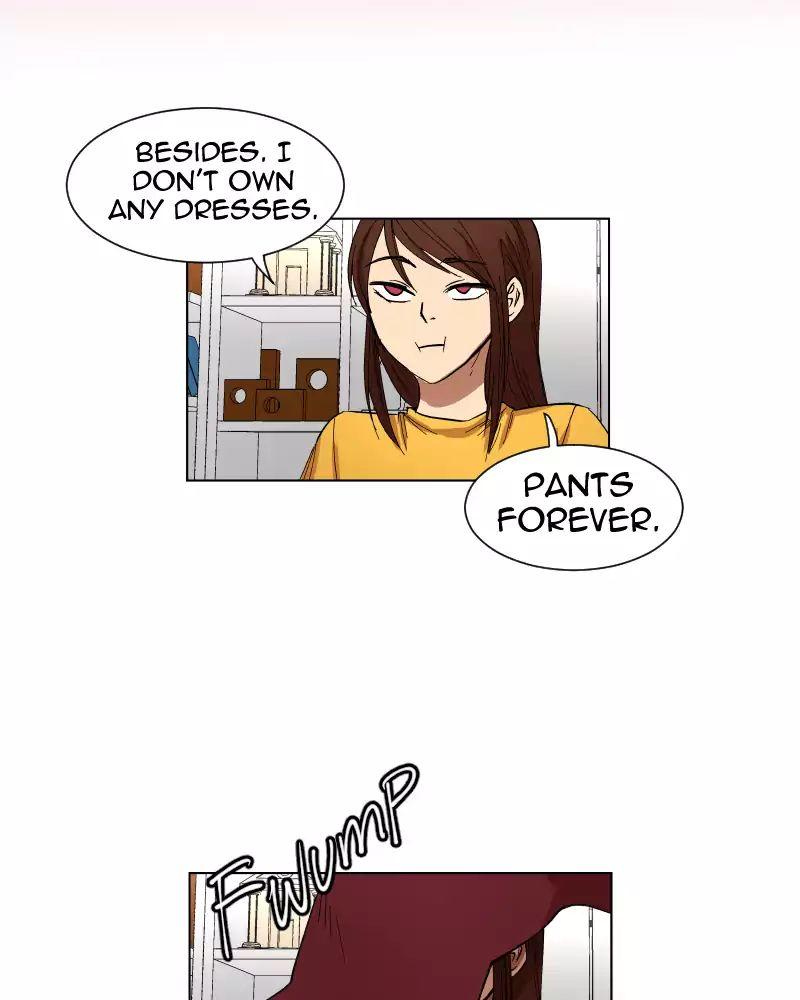 BESIDES, I
DON'T OWN
ANY DRESSES.
PANTS
FOREVER.
FWUMP